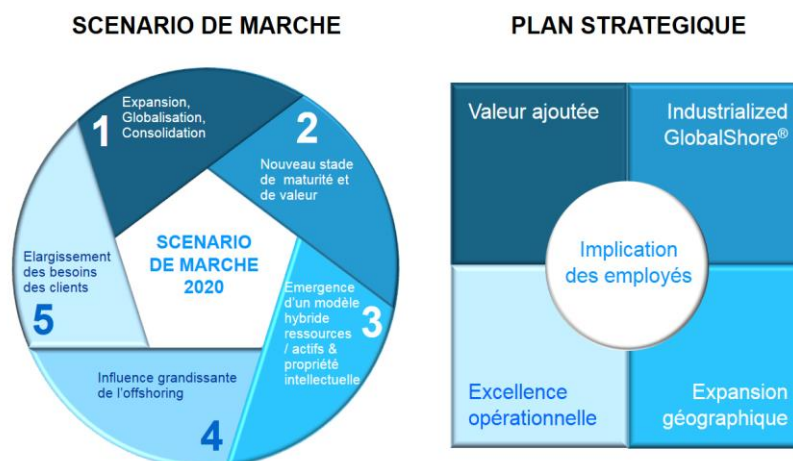 SCENARIO DE MARCHE
1
Expansion,
Globalisation,
Consolidation
2
Nouveau stade
de maturité et
de valeur
3
Emergence
d'un modèle
hybride
ressources
/ actifs &
propriété
intellectuelle
4
Influence grandissante
de l'offshoring
5
Elargissement
des besoins
des clients
SCENARIO
DE MARCHE
2020
PLAN STRATEGIQUE
Valeur ajoutée
Industrialized
GlobalShore®
Implication
des employés
Excellence
opérationnelle
Expansion
géographique